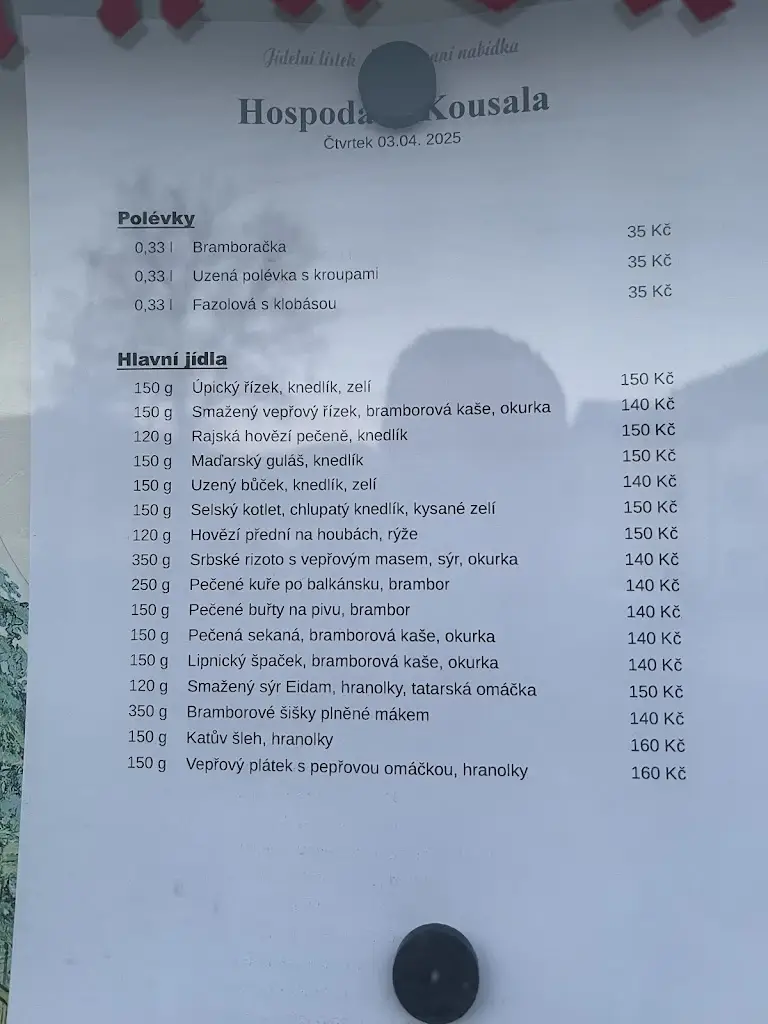 Jídelní lístek ní nabídka
Hospoda Kousala
Čtvrtek 03.04. 2025
Polévky
0,33 l Bramboračka 35 Kč
0,33 l Uzená polévka s kroupami 35 Kč
0,33 l Fazolová s klobásou 35 Kč
Hlavní jídla
150 g Úpický řízek, knedlík, zelí 150 Kč
150 g Smažený vepřový řízek, bramborová kaše, okurka 140 Kč
120 g Rajská hovězí pečeně, knedlík 150 Kč
150 g Maďarský guláš, knedlík 150 Kč
150 g Uzený bůček, knedlík, zelí 140 Kč
150 g Selský kotlet, chlupatý knedlík, kysané zelí 150 Kč
120 g Hovězí přední na houbách, rýže 150 Kč
350 g Srbské rizoto s vepřovým masem, sýr, okurka 140 Kč
250 g Pečené kuře po balkánsku, brambor 140 Kč
150 g Pečené buřty na pivu, brambor 140 Kč
150 g Pečená sekaná, bramborová kaše, okurka 140 Kč
150 g Lipnický špaček, bramborová kaše, okurka 140 Kč
120 g Smažený sýr Eidam, hranolky, tatarská omáčka 150 Kč
350 g Bramborové šišky plněné mákem 140 Kč
150 g Katův šleh, hranolky 160 Kč
150 g Vepřový plátek s pepřovou omáčkou, hranolky 160 Kč